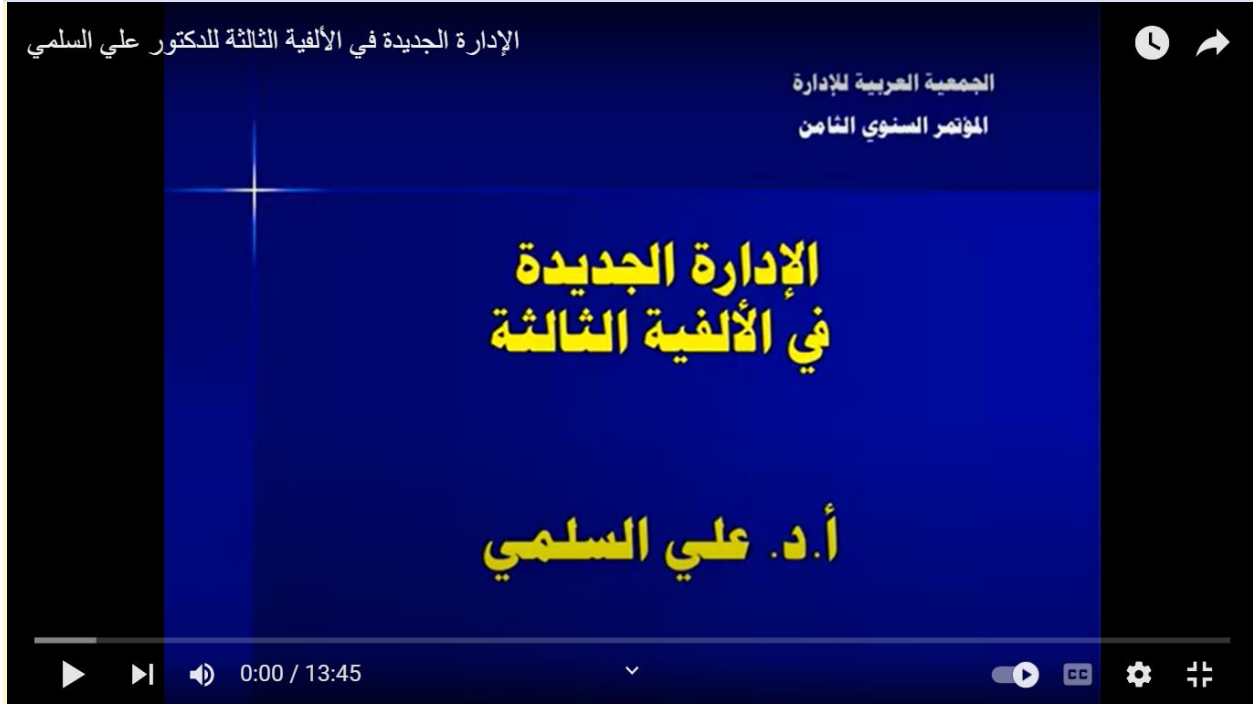 الإدارة الجديدة في الألفية الثالثة للدكتور علي السلمي
الجمعية العربية للإدارة
المؤتمر السنوي الثامن
الإدارة الجديدة
في الألفية الثالثة
أ.د. علي السلمي
0:00 / 13:45
CC